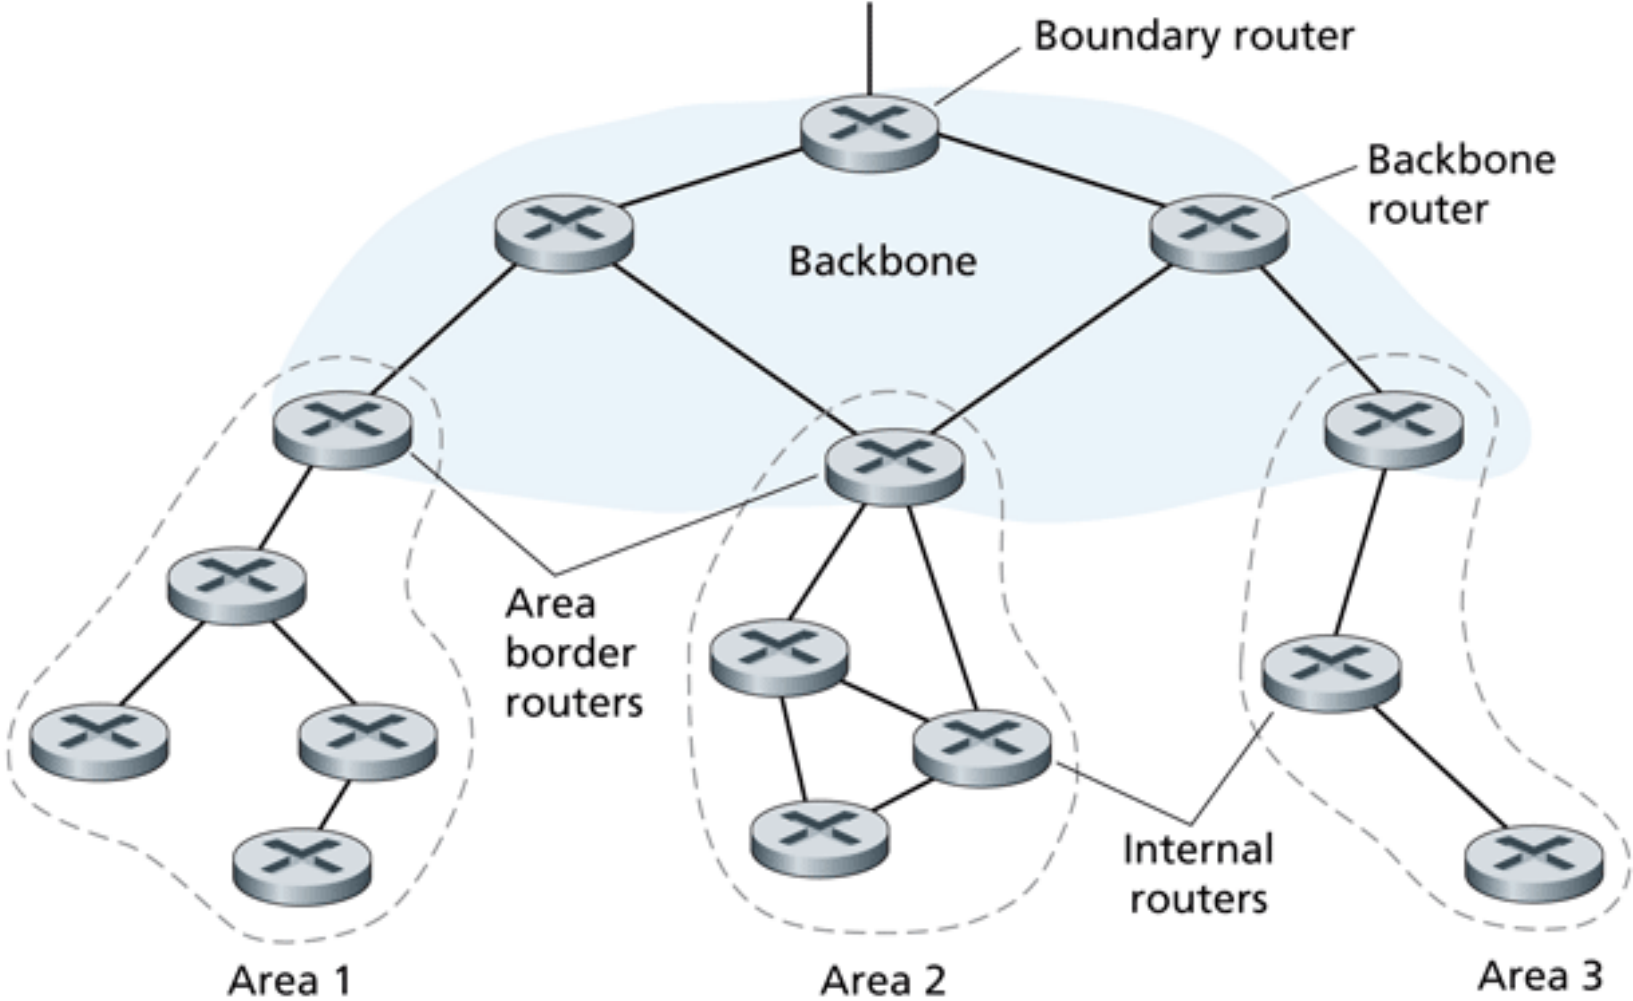 Boundary router
Backbone
router
Backbone
Area
border
routers
Internal
routers
Area 1
Area 2
Area 3